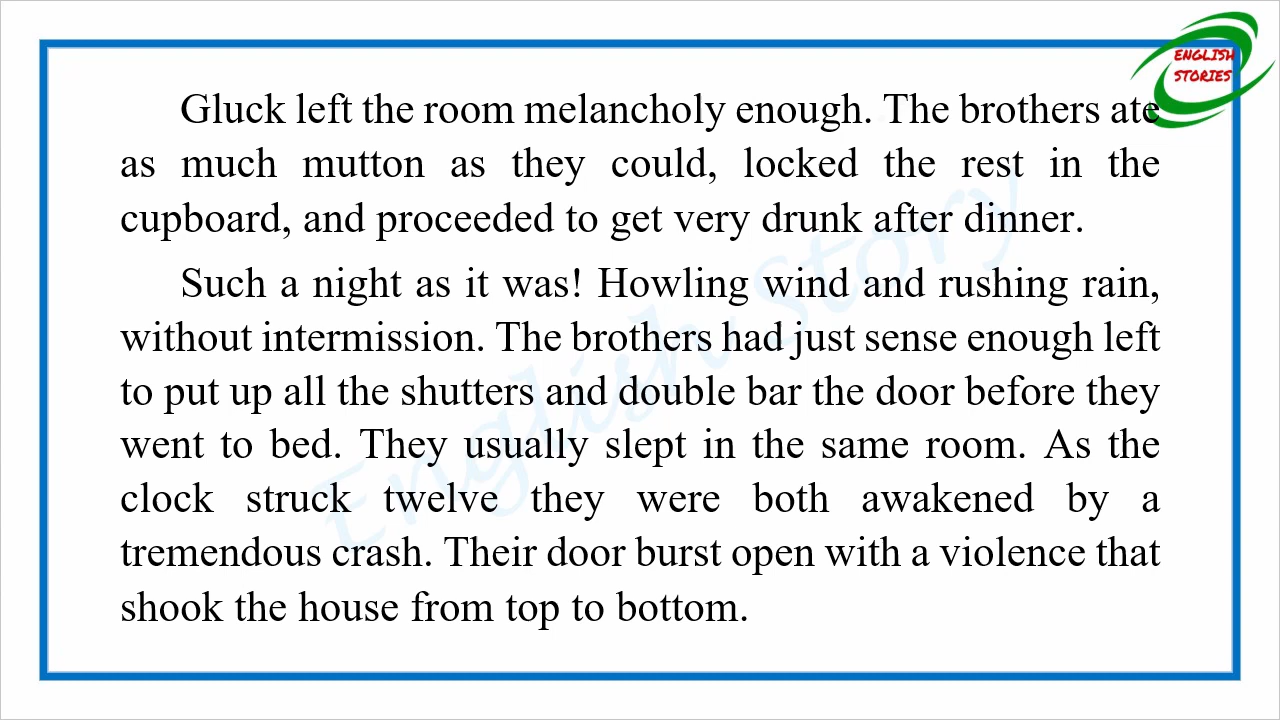 ENGLISH
STORIES
Gluck left the room melancholy enough. The brothers ate
as much mutton as they could, locked the rest in the
cupboard, and proceeded to get very drunk after dinner.
Such a night as it was! Howling wind and rushing rain,
without intermission. The brothers had just sense enough left
to put up all the shutters and double bar the door before they
went to bed. They usually slept in the same room. As the
clock struck twelve they were both awakened by a
tremendous crash. Their door burst open with a violence that
shook the house from top to bottom.
English Story